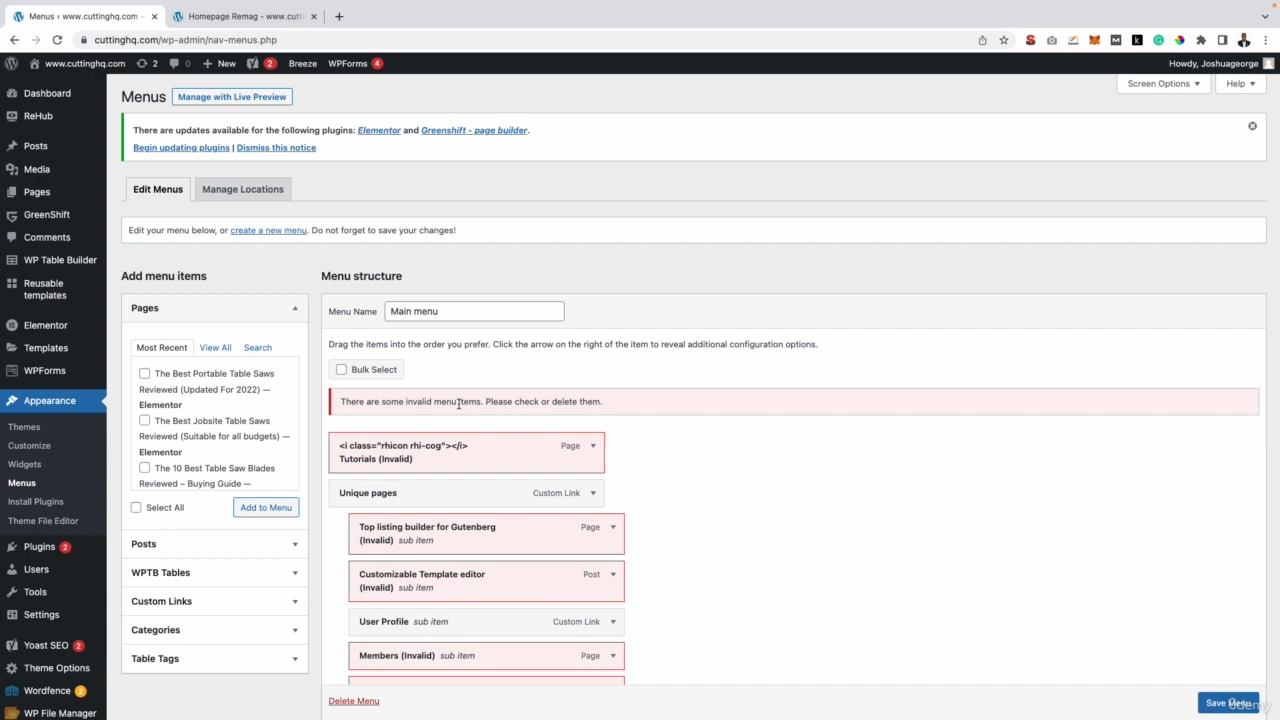 Menus ‹ www.cuttinghq.com —
Homepage Remag - www.cutt
cuttinghq.com/wp-admin/nav-menus.php
www.cuttinghq.com 2 0 New 2 Breeze WPForms 4 Howdy, Joshuageorge
Dashboard
ReHub
Posts
Media
Pages
GreenShift
Comments
WP Table Builder
Reusable
templates
Elementor
Templates
WPForms
Appearance
Themes
Customize
Widgets
Menus
Install Plugins
Theme File Editor
Plugins 2
Users
Tools
Settings
Yoast SEO 2
Theme Options
Wordfence 2
WP File Manager
Screen Options Help
Menus Manage with Live Preview
There are updates available for the following plugins: Elementor and Greenshift - page builder.
Begin updating plugins | Dismiss this notice
Edit Menus Manage Locations
Edit your menu below, or create a new menu. Do not forget to save your changes!
Add menu items
Pages
Most Recent View All Search
The Best Portable Table Saws
Reviewed (Updated For 2022) —
Elementor
The Best Jobsite Table Saws
Reviewed (Suitable for all budgets) —
Elementor
The 10 Best Table Saw Blades
Reviewed – Buying Guide —
Select All Add to Menu
Posts
WPTB Tables
Custom Links
Categories
Table Tags
Menu structure
Menu Name Main menu
Drag the items into the order you prefer. Click the arrow on the right of the item to reveal additional configuration options.
Bulk Select
There are some invalid menu items. Please check or delete them.
<i class="rhicon rhi-cog"></i> Page
Tutorials (Invalid)
Unique pages Custom Link
Top listing builder for Gutenberg Page
(Invalid) sub item
Customizable Template editor Post
(Invalid) sub item
User Profile sub item Custom Link
Members (Invalid) sub item Page
Delete Menu Save Menu
udemy